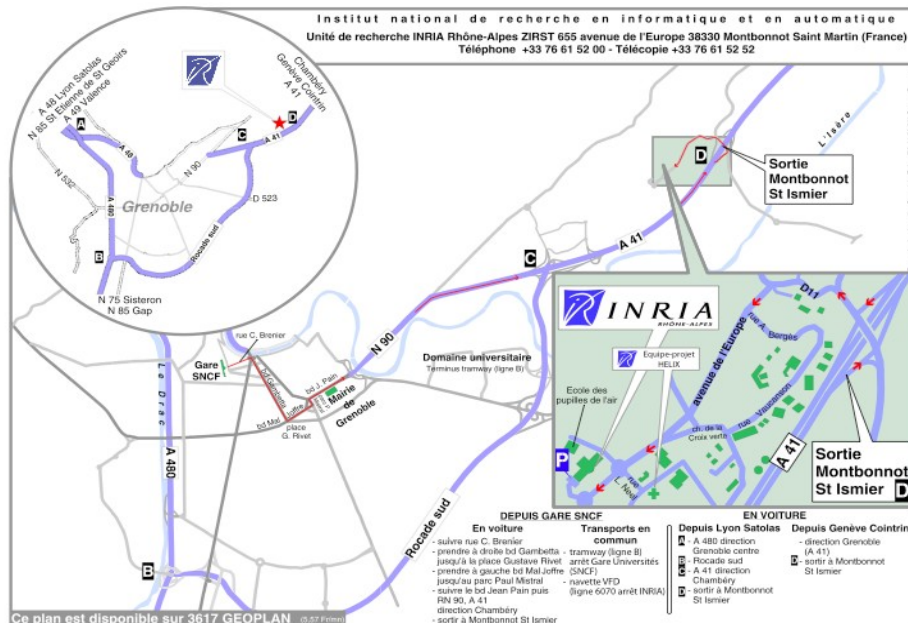 Institut national de recherche en informatique et en automatique
Unité de recherche INRIA Rhône-Alpes ZIRST 655 avenue de l'Europe 38330 Montbonnot Saint Martin (France)
Téléphone +33 76 61 52 00 - Télécopie +33 76 61 52 52
A 48 Lyon Satolas
N 85 St Etienne de St Geoirs
A 49 Valence
Chambéry
Genève Cointrin
A 41
A
A 48
C
D
A 41
N 90
N 532
Grenoble
D 523
A 480
Rocade sud
B
N 75 Sisteron
N 85 Gap
L'Isère
D
Sortie
Montbonnot
St Ismier
A 41
C
N 90
rue C. Brenier
Gare
SNCF
bd Gambetta
bd J. Pain
Mairie
de
Grenoble
bd Mal Joffre
place
G. Rivet
Domaine universitaire
Terminus tramway (ligne B)
Le Drac
A 480
Rocade sud
B
INRIA
RHÔNE-ALPES
Equipe-projet
HELIX
D11
rue A. Bergès
avenue de l'Europe
rue Vaucanson
ch. de la
Croix verte
Ecole des
pupilles de l'air
P
rue
L. Néel
A 41
Sortie
Montbonnot
St Ismier D
DEPUIS GARE SNCF
En voiture
- suivre rue C. Brenier
- prendre à droite bd Gambetta
jusqu'à la place Gustave Rivet
- prendre à gauche bd Mal Joffre
jusqu'au parc Paul Mistral
- suivre le bd Jean Pain puis
RN 90, A 41
direction Chambéry
- sortir à Montbonnot St Ismier
Transports en
commun
- tramway (ligne B)
arrêt Gare Universités
(SNCF)
- navette VFD
(ligne 6070 arrêt INRIA)
EN VOITURE
Depuis Lyon Satolas
A - A 480 direction
Grenoble centre
B - Rocade sud
C - A 41 direction
Chambéry
D - sortir à Montbonnot
St Ismier
Depuis Genève Cointrin
- direction Grenoble
(A 41)
D - sortir à Montbonnot
St Ismier
Ce plan est disponible sur 3617 GEOPLAN